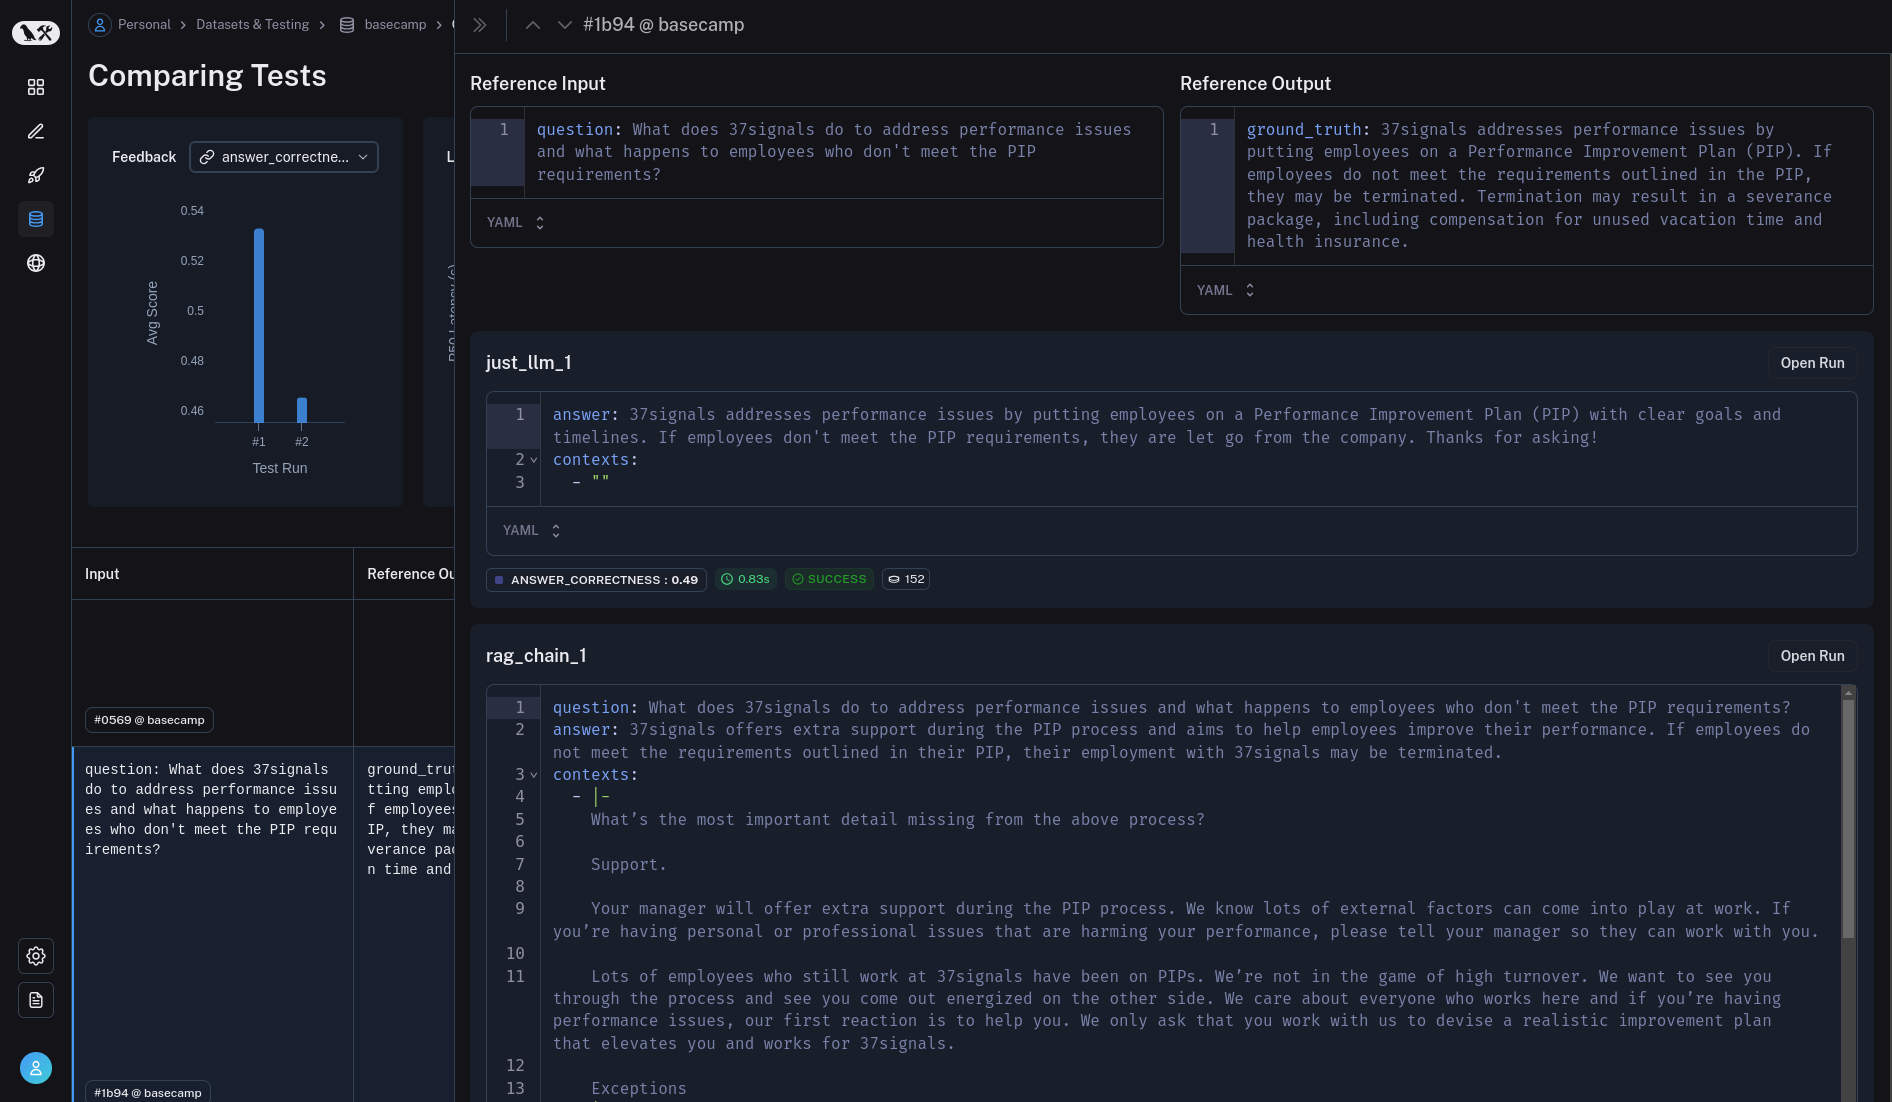 Personal
Datasets & Testing
basecamp
#1b94 @ basecamp
Comparing Tests
Feedback
answer_correctne...
0.54
0.52
0.5
0.48
0.46
Avg Score
#1
#2
Test Run
Input
#0569 @ basecamp
question: What does 37signals
do to address performance issu
es and what happens to employe
es who don't meet the PIP requ
irements?
ground_trut
tting emplo
f employees
IP, they ma
verance pac
n time and
#1b94 @ basecamp
Reference Input
1
question: What does 37signals do to address performance issues
and what happens to employees who don't meet the PIP
requirements?
YAML
Reference Output
1
ground_truth: 37signals addresses performance issues by
putting employees on a Performance Improvement Plan (PIP). If
employees do not meet the requirements outlined in the PIP,
they may be terminated. Termination may result in a severance
package, including compensation for unused vacation time and
health insurance.
YAML
just_llm_1
Open Run
1 answer: 37signals addresses performance issues by putting employees on a Performance Improvement Plan (PIP) with clear goals and
timelines. If employees don't meet the PIP requirements, they are let go from the company. Thanks for asking!
2 contexts:
3 - ""
YAML
ANSWER_CORRECTNESS : 0.49
0.83s
SUCCESS
152
rag_chain_1
Open Run
1 question: What does 37signals do to address performance issues and what happens to employees who don't meet the PIP requirements?
2 answer: 37signals offers extra support during the PIP process and aims to help employees improve their performance. If employees do
not meet the requirements outlined in their PIP, their employment with 37signals may be terminated.
3 contexts:
4 - |-
5 What’s the most important detail missing from the above process?
6
7 Support.
8
9 Your manager will offer extra support during the PIP process. We know lots of external factors can come into play at work. If
you’re having personal or professional issues that are harming your performance, please tell your manager so they can work with you.
10
11 Lots of employees who still work at 37signals have been on PIPs. We’re not in the game of high turnover. We want to see you
through the process and see you come out energized on the other side. We care about everyone who works here and if you’re having
performance issues, our first reaction is to help you. We only ask that you work with us to devise a realistic improvement plan
that elevates you and works for 37signals.
12
13 Exceptions